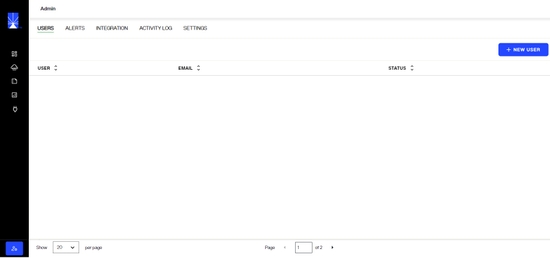 Admin
USERS ALERTS INTEGRATION ACTIVITY LOG SETTINGS
+ NEW USER
USER EMAIL STATUS
Show 20 per page Page 1 of 2